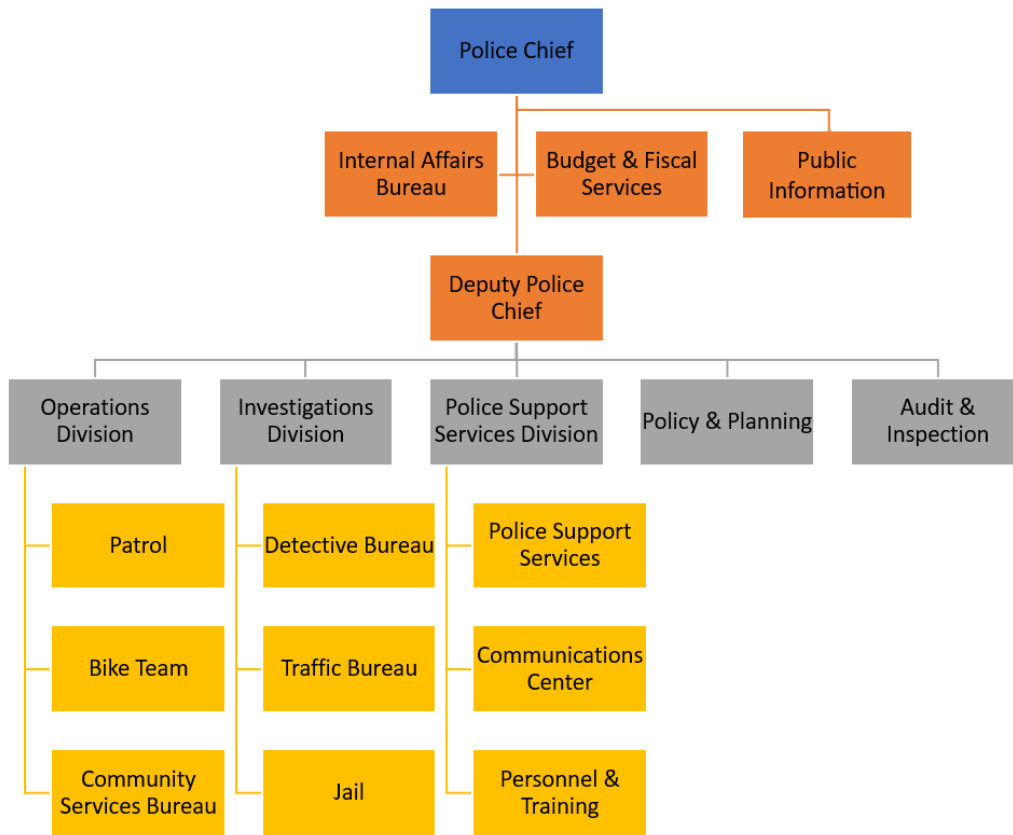 Police Chief
Internal Affairs
Bureau
Budget & Fiscal
Services
Public
Information
Deputy Police
Chief
Operations
Division
Investigations
Division
Police Support
Services Division
Policy & Planning
Audit &
Inspection
Patrol
Detective Bureau
Police Support
Services
Bike Team
Traffic Bureau
Communications
Center
Community
Services Bureau
Jail
Personnel &
Training